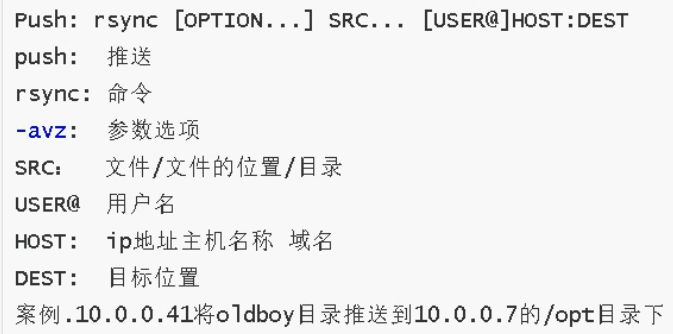 Push: rsync [OPTION...] SRC... [USER@]HOST:DEST
push: 推送
rsync: 命令
-avz: 参数选项
SRC: 文件/文件的位置/目录
USER@ 用户名
HOST: ip地址主机名称 域名
DEST: 目标位置
案例.10.0.0.41将oldboy目录推送到10.0.0.7的/opt目录下